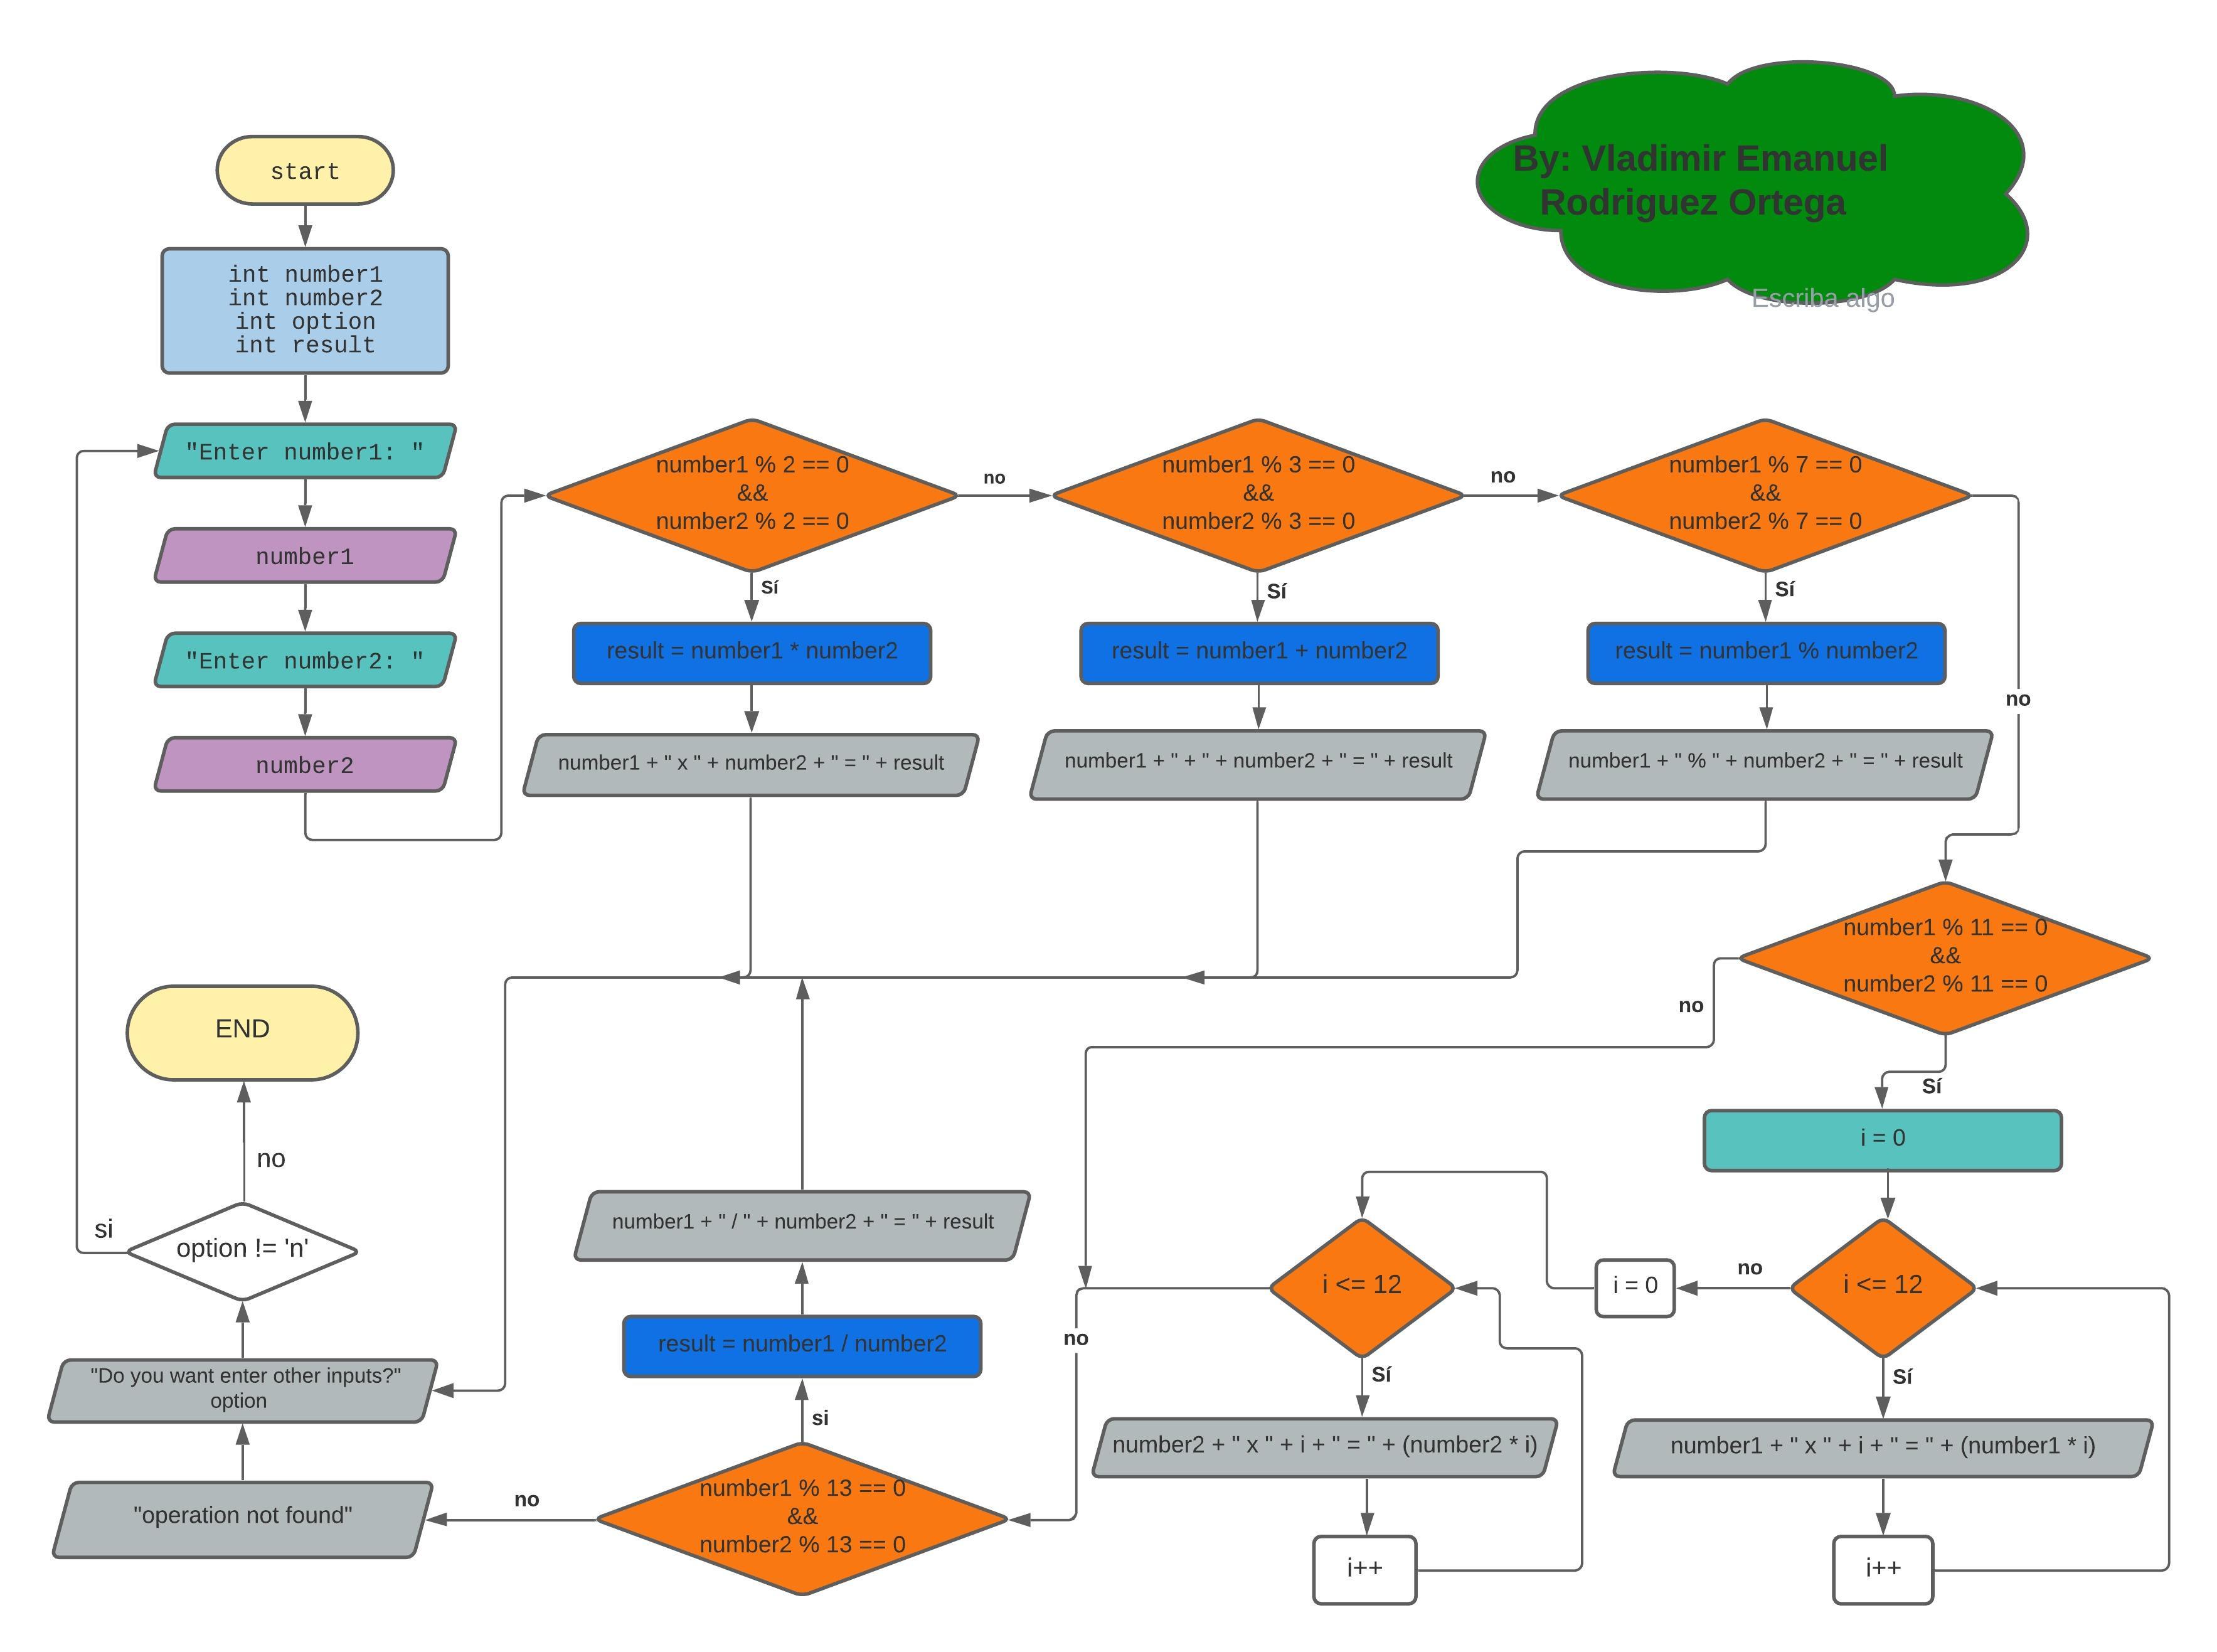 By: Vladimir Emanuel
Rodriguez Ortega
Escriba algo
start
int number1
int number2
int option
int result
"Enter number1: "
number1
"Enter number2: "
number2
number1 % 2 == 0
&&
number2 % 2 == 0
no
Sí
result = number1 * number2
number1 + " x " + number2 + " = " + result
number1 % 3 == 0
&&
number2 % 3 == 0
no
Sí
result = number1 + number2
number1 + " + " + number2 + " = " + result
number1 % 7 == 0
&&
number2 % 7 == 0
Sí
result = number1 % number2
number1 + " % " + number2 + " = " + result
no
number1 % 11 == 0
&&
number2 % 11 == 0
no
Sí
i = 0
i <= 12
no
i = 0
Sí
number1 + " x " + i + " = " + (number1 * i)
i++
i <= 12
Sí
number2 + " x " + i + " = " + (number2 * i)
i++
no
number1 % 13 == 0
&&
number2 % 13 == 0
si
result = number1 / number2
number1 + " / " + number2 + " = " + result
no
"operation not found"
"Do you want enter other inputs?"
option
option != 'n'
si
no
END